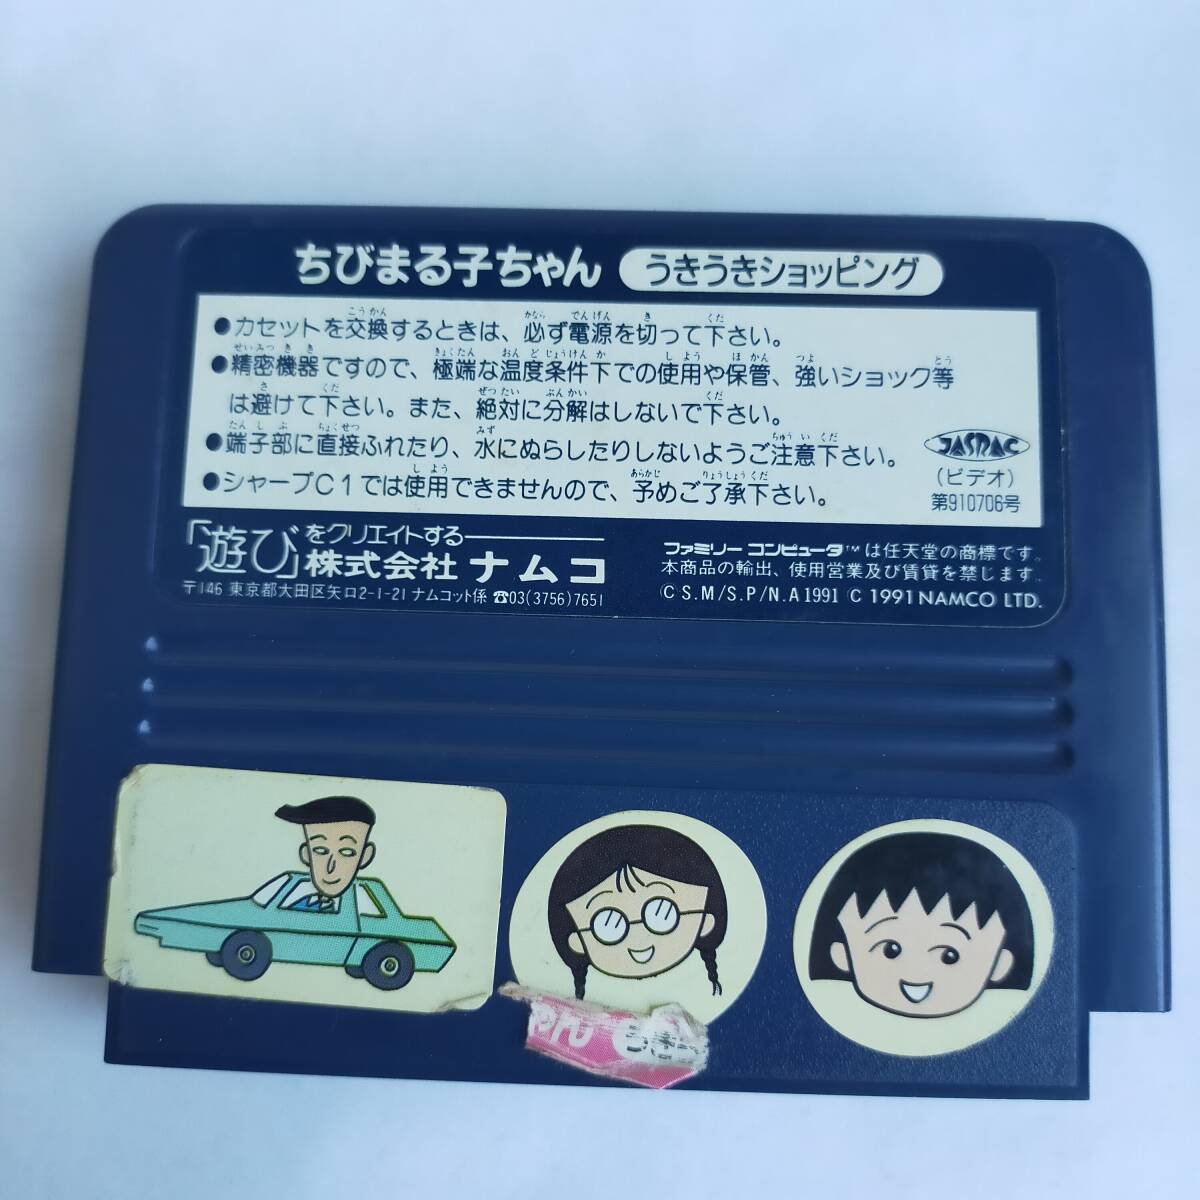 ちびまる子ちゃん うきうきショッピング
●カセットを交換するときは、必ず電源を切って下さい。
●精密機器ですので、極端な温度条件下での使用や保管、強いショック等
は避けて下さい。また、絶対に分解はしないで下さい。
●端子部に直接ふれたり、水にぬらしたりしないようご注意下さい。
●シャープC1では使用できませんので、予めご了承下さい。
JASRAC
(ビデオ)
第910706号
「遊び」をクリエイトする
株式会社ナムコ
〒146 東京都大田区矢口2-1-21 ナムコット係 ☎03(3756)7651
ファミリーコンピュータ™は任天堂の商標です。
本商品の輸出、使用営業及び賃貸を禁じます。
© S.M/S.P/N.A 1991 © 1991 NAMCO LTD.
ゃん